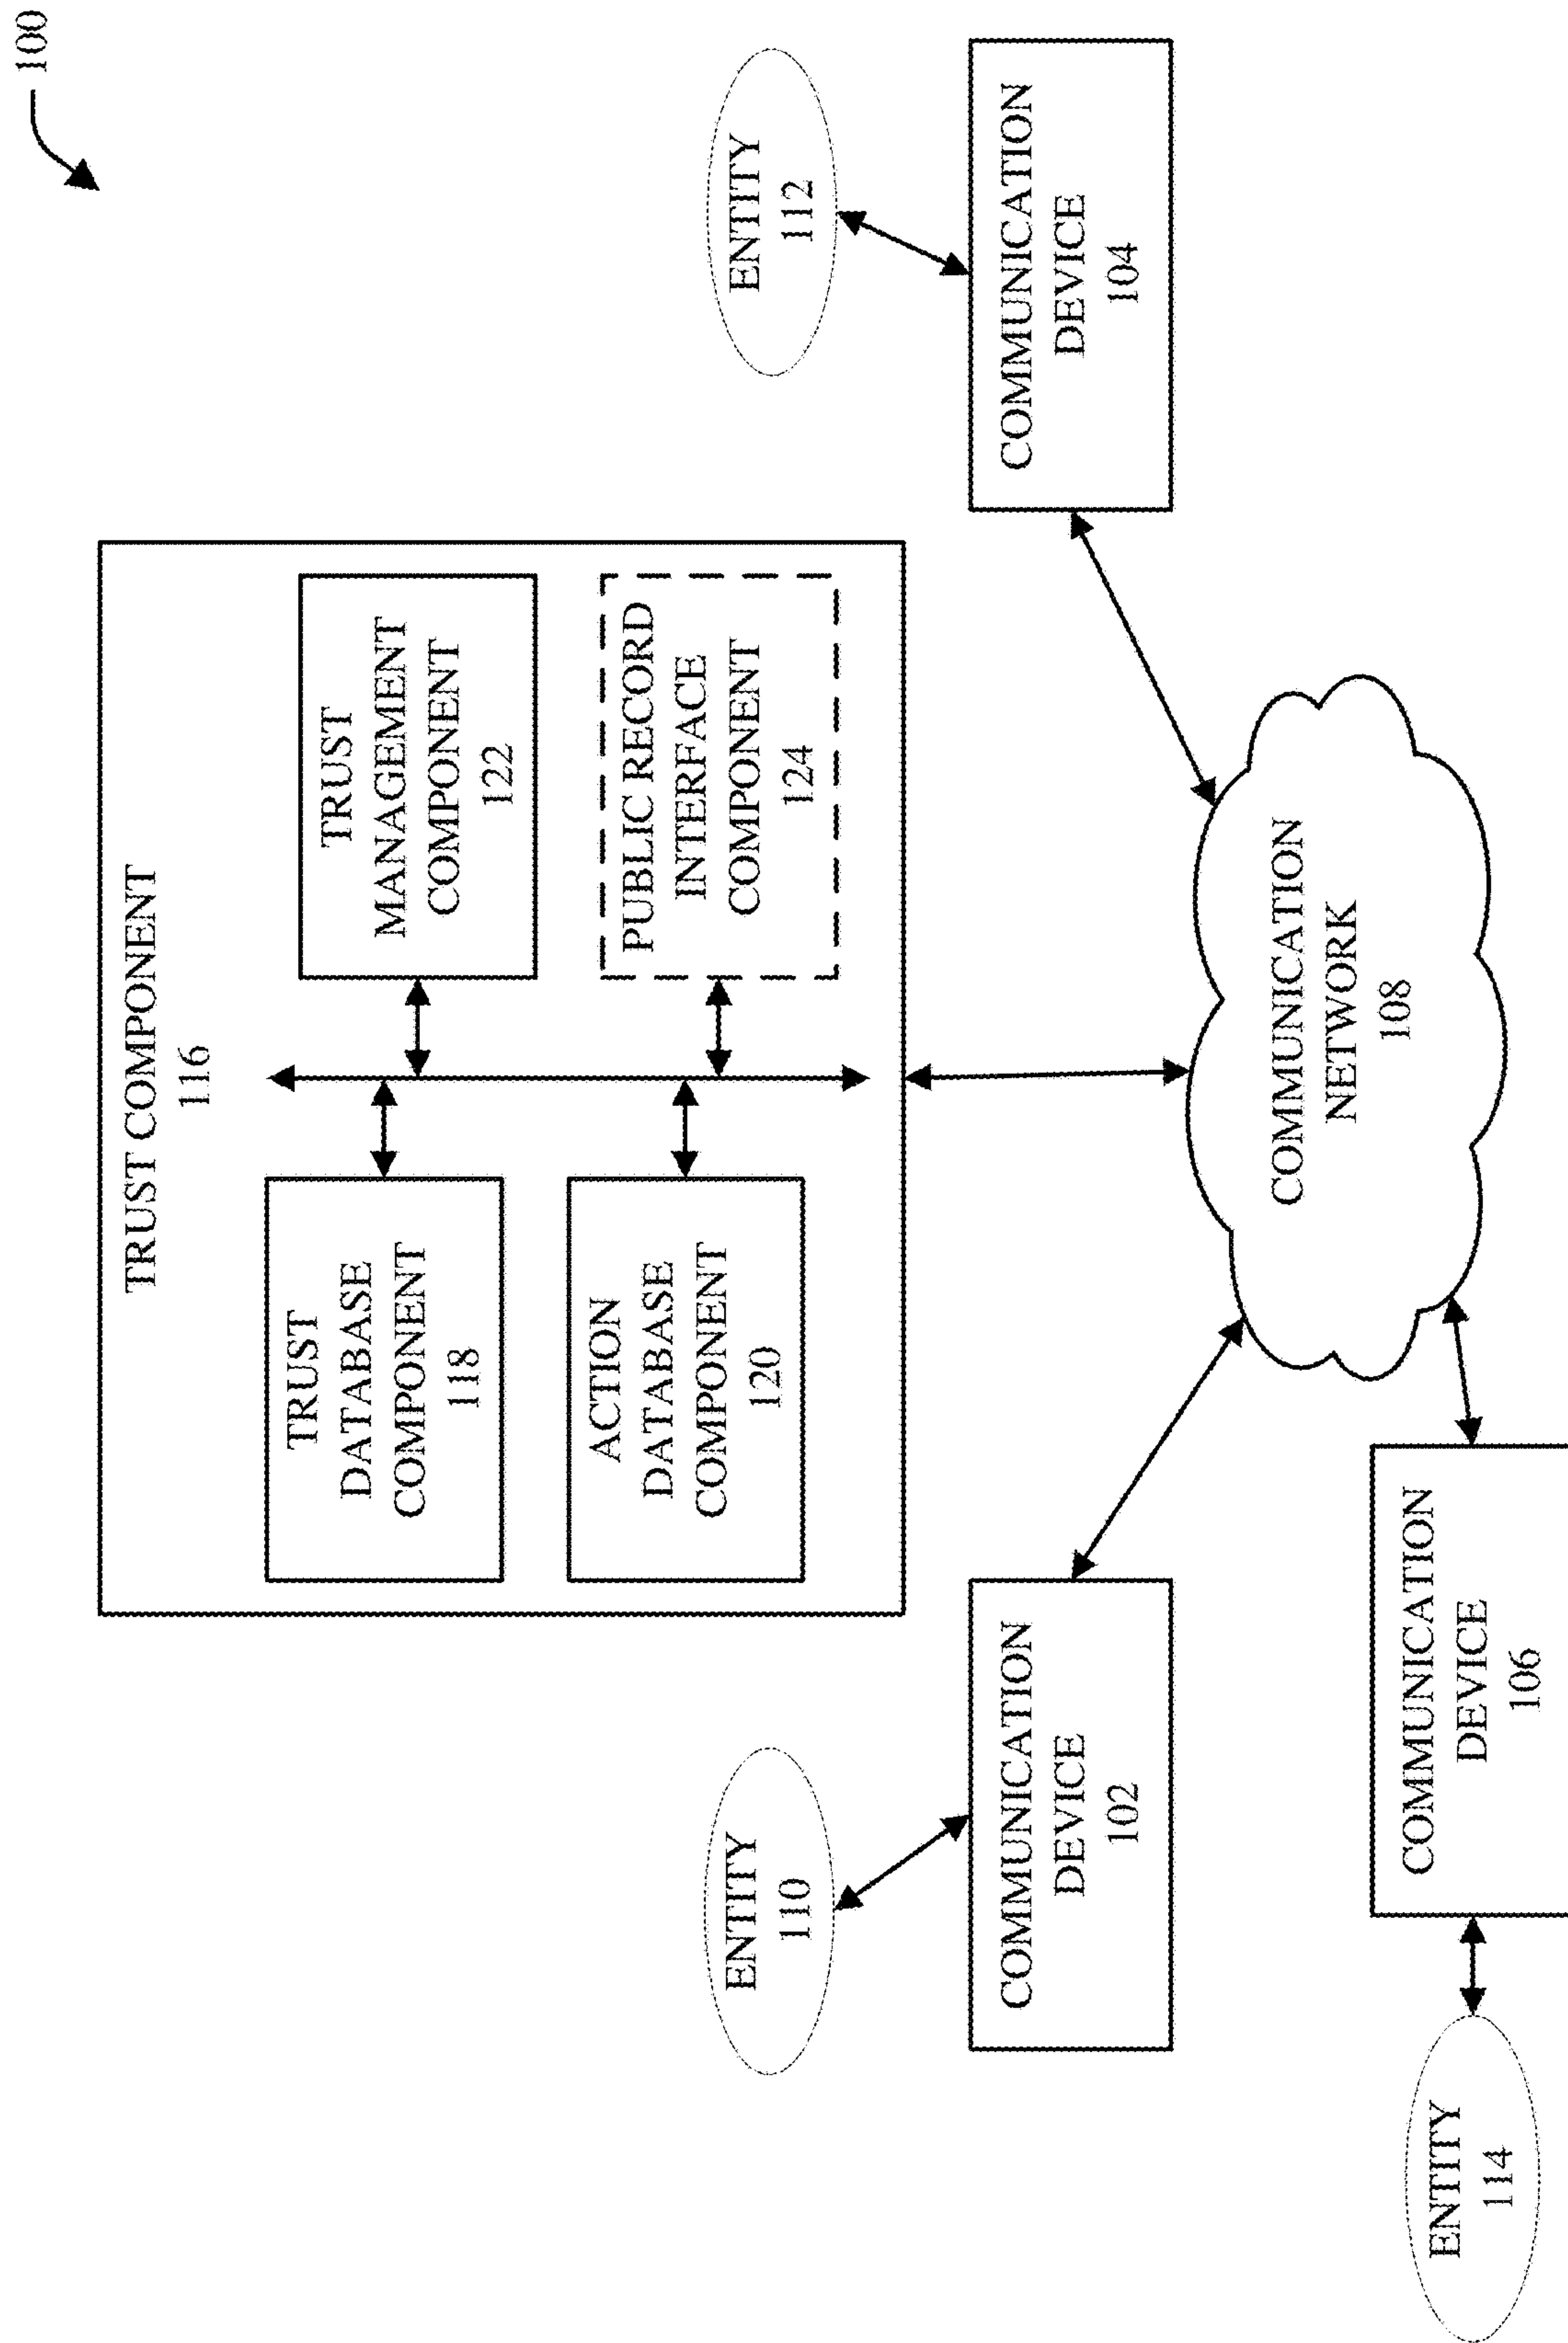 100
TRUST COMPONENT
116
TRUST
DATABASE
COMPONENT
118
TRUST
MANAGEMENT
COMPONENT
122
ACTION
DATABASE
COMPONENT
120
PUBLIC RECORD
INTERFACE
COMPONENT
124
ENTITY
110
ENTITY
112
COMMUNICATION
DEVICE
102
COMMUNICATION
DEVICE
104
COMMUNICATION
NETWORK
108
COMMUNICATION
DEVICE
106
ENTITY
114